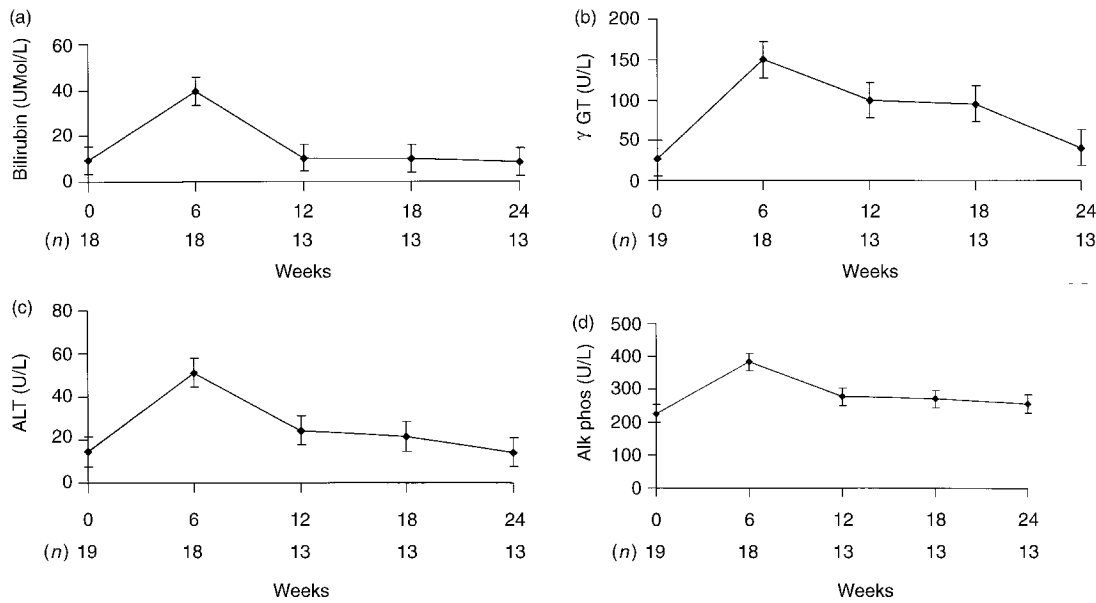 (a)
Bilirubin (UMol/L)
60
40
20
0
0 6 12 18 24
(n) 18 18 13 13 13
Weeks
(b)
γ GT (U/L)
200
150
100
50
0
0 6 12 18 24
(n) 19 18 13 13 13
Weeks
(c)
ALT (U/L)
80
60
40
20
0
0 6 12 18 24
(n) 19 18 13 13 13
Weeks
(d)
Alk phos (U/L)
500
400
300
200
100
0
0 6 12 18 24
(n) 19 18 13 13 13
Weeks